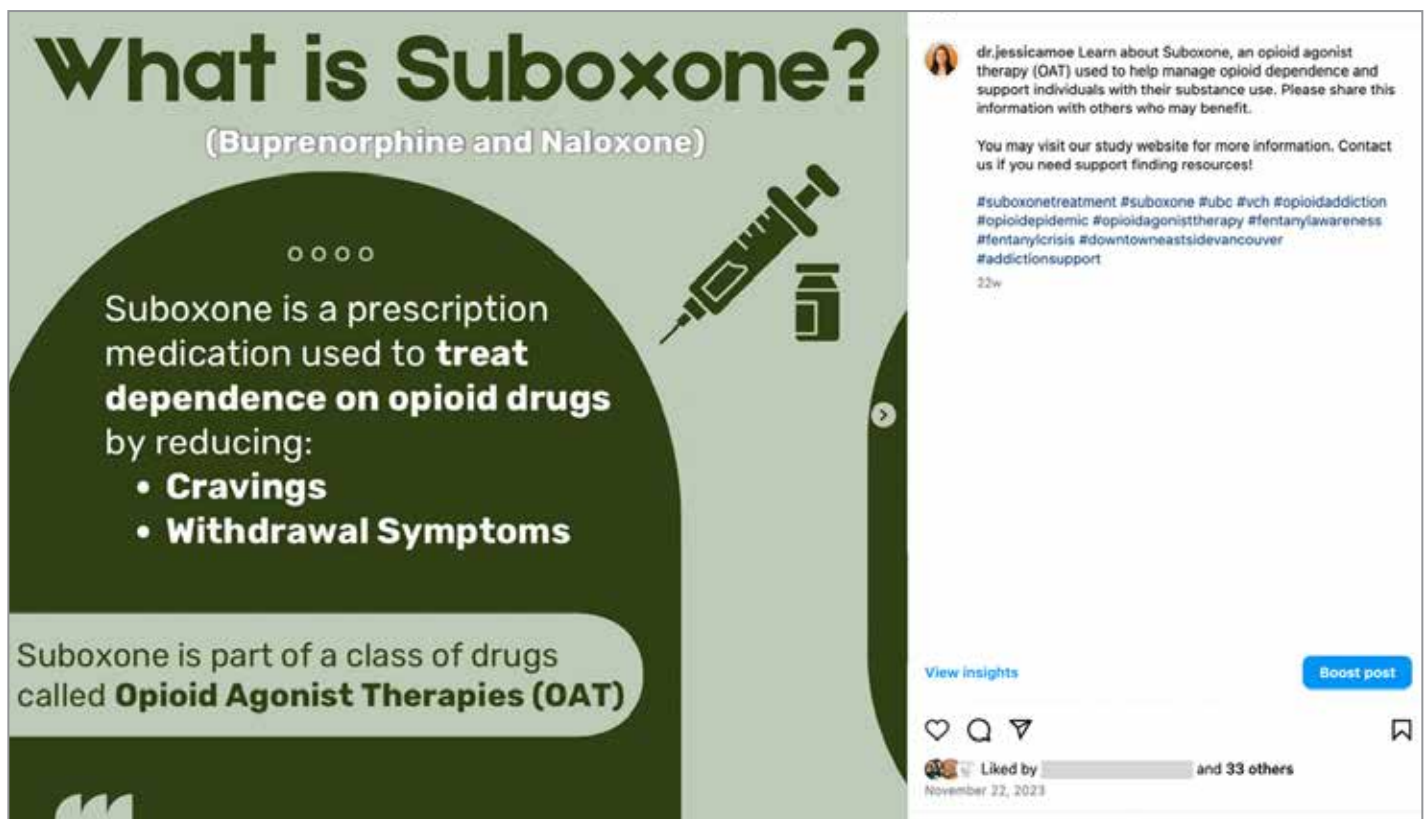 What is Suboxone?
(Buprenorphine and Naloxone)
Suboxone is a prescription
medication used to treat
dependence on opioid drugs
by reducing:
• Cravings
• Withdrawal Symptoms
Suboxone is part of a class of drugs
called Opioid Agonist Therapies (OAT)
dr.jessicamoe Learn about Suboxone, an opioid agonist
therapy (OAT) used to help manage opioid dependence and
support individuals with their substance use. Please share this
information with others who may benefit.
You may visit our study website for more information. Contact
us if you need support finding resources!
#suboxonetreatment #suboxone #ubc #vch #opioidaddiction
#opioidepidemic #opioidagonisttherapy #fentanylawareness
#fentanylcrisis #downtowneastsidevancouver
#addictionsupport
22w
View insights
Boost post
Liked by and 33 others
November 22, 2023